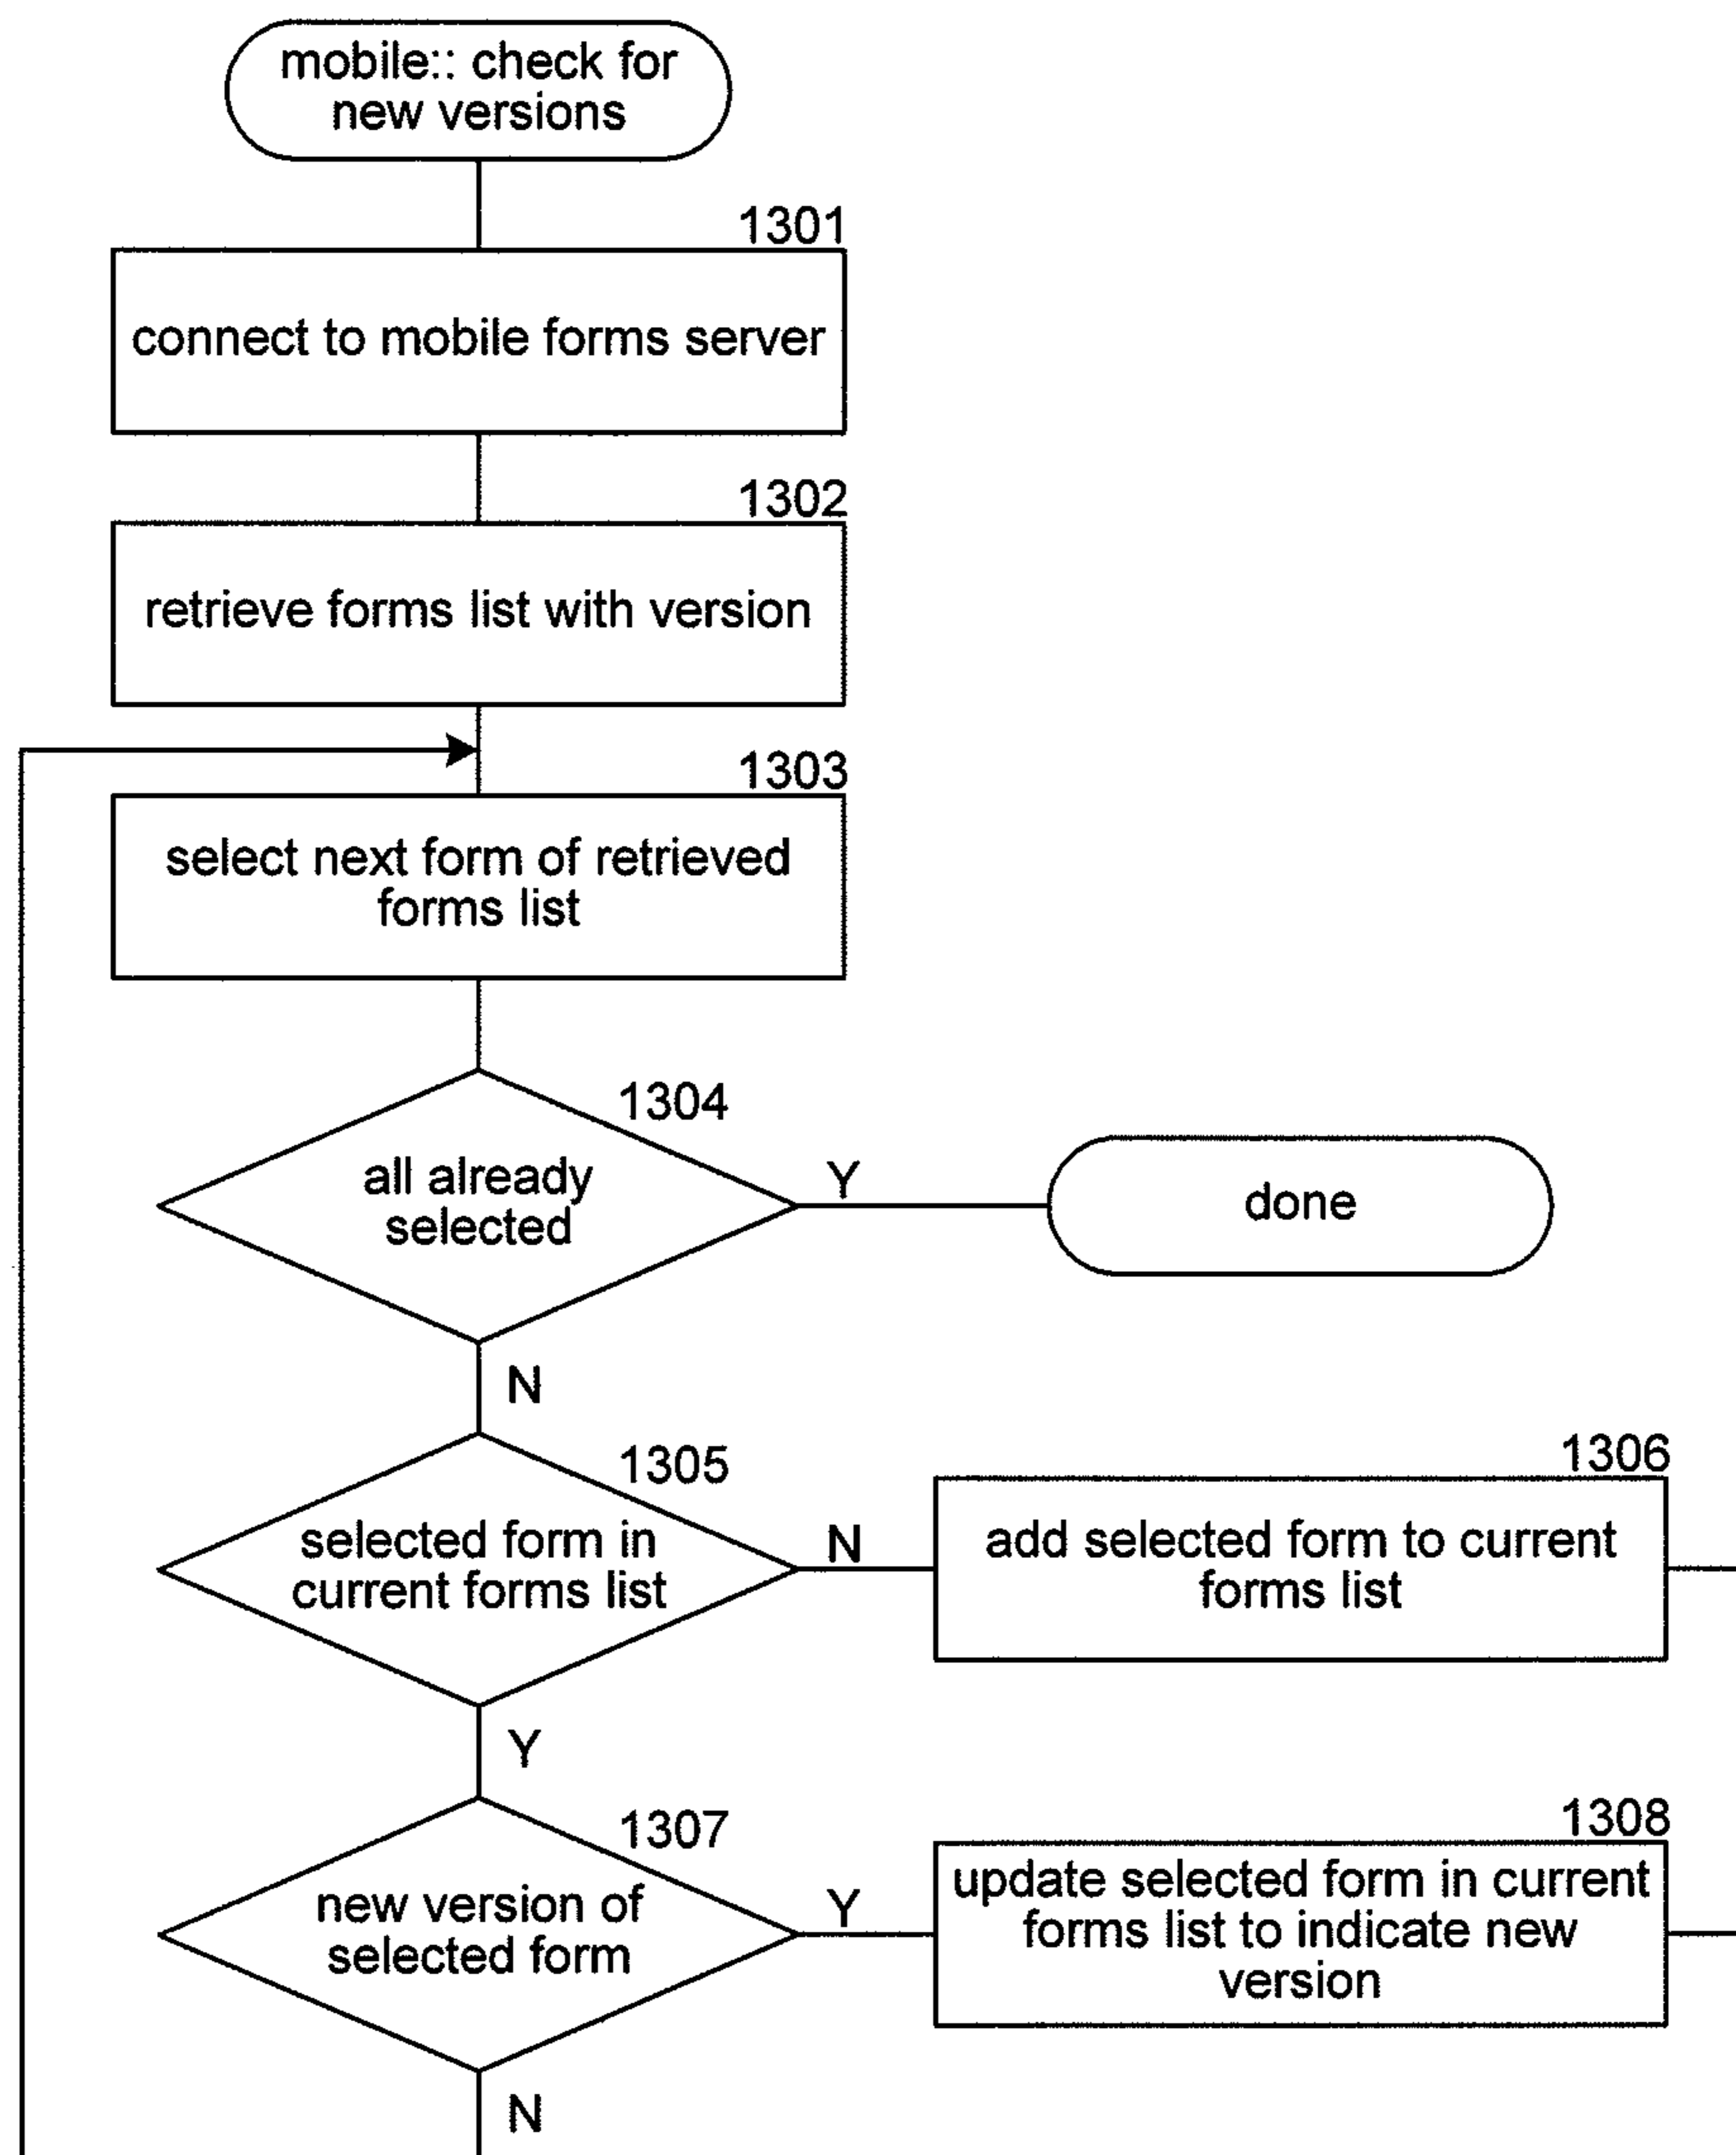 mobile:: check for
new versions
1301
connect to mobile forms server
1302
retrieve forms list with version
1303
select next form of retrieved
forms list
1304
all already
selected
Y
done
N
1305
selected form in
current forms list
N
1306
add selected form to current
forms list
Y
1307
new version of
selected form
Y
1308
update selected form in current
forms list to indicate new
version
N